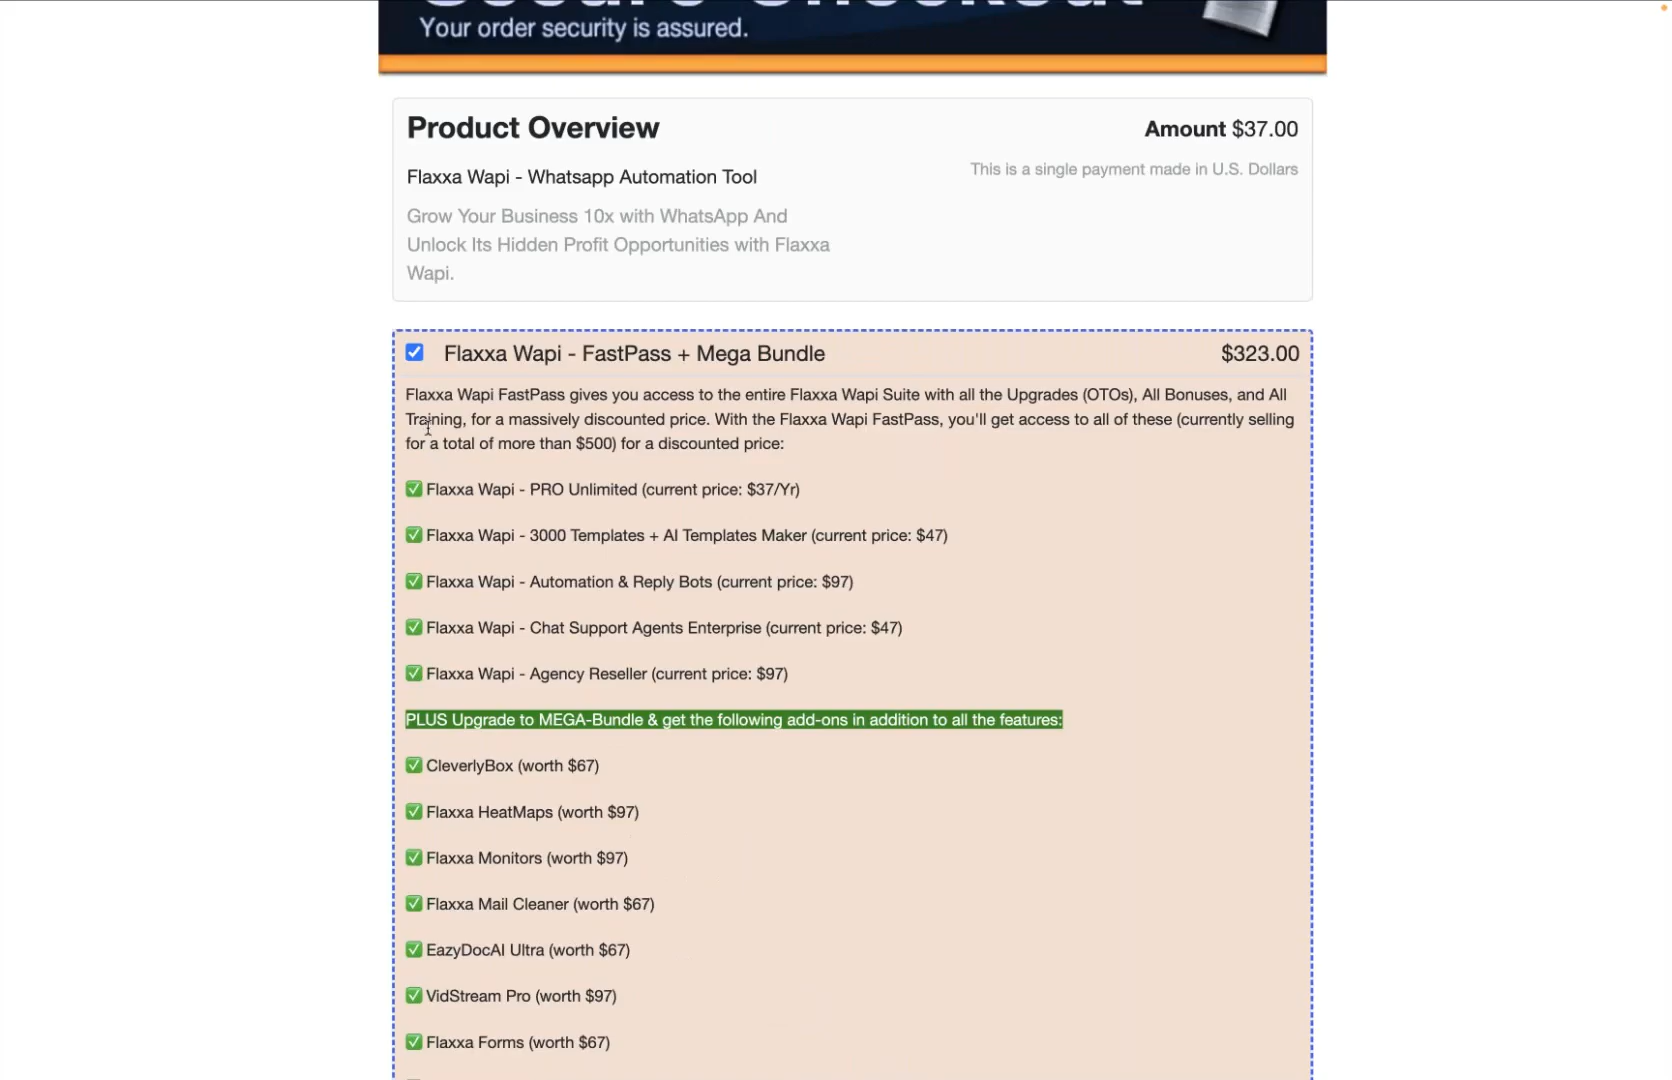 Secure Checkout
Your order security is assured.
Product Overview
Amount $37.00
Flaxxa Wapi - Whatsapp Automation Tool
This is a single payment made in U.S. Dollars
Grow Your Business 10x with WhatsApp And
Unlock Its Hidden Profit Opportunities with Flaxxa
Wapi.
Flaxxa Wapi - FastPass + Mega Bundle
$323.00
Flaxxa Wapi FastPass gives you access to the entire Flaxxa Wapi Suite with all the Upgrades (OTOs), All Bonuses, and All
Training, for a massively discounted price. With the Flaxxa Wapi FastPass, you'll get access to all of these (currently selling
for a total of more than $500) for a discounted price:
✅ Flaxxa Wapi - PRO Unlimited (current price: $37/Yr)
✅ Flaxxa Wapi - 3000 Templates + AI Templates Maker (current price: $47)
✅ Flaxxa Wapi - Automation & Reply Bots (current price: $97)
✅ Flaxxa Wapi - Chat Support Agents Enterprise (current price: $47)
✅ Flaxxa Wapi - Agency Reseller (current price: $97)
PLUS Upgrade to MEGA-Bundle & get the following add-ons in addition to all the features:
✅ CleverlyBox (worth $67)
✅ Flaxxa HeatMaps (worth $97)
✅ Flaxxa Monitors (worth $97)
✅ Flaxxa Mail Cleaner (worth $67)
✅ EazyDocAI Ultra (worth $67)
✅ VidStream Pro (worth $97)
✅ Flaxxa Forms (worth $67)